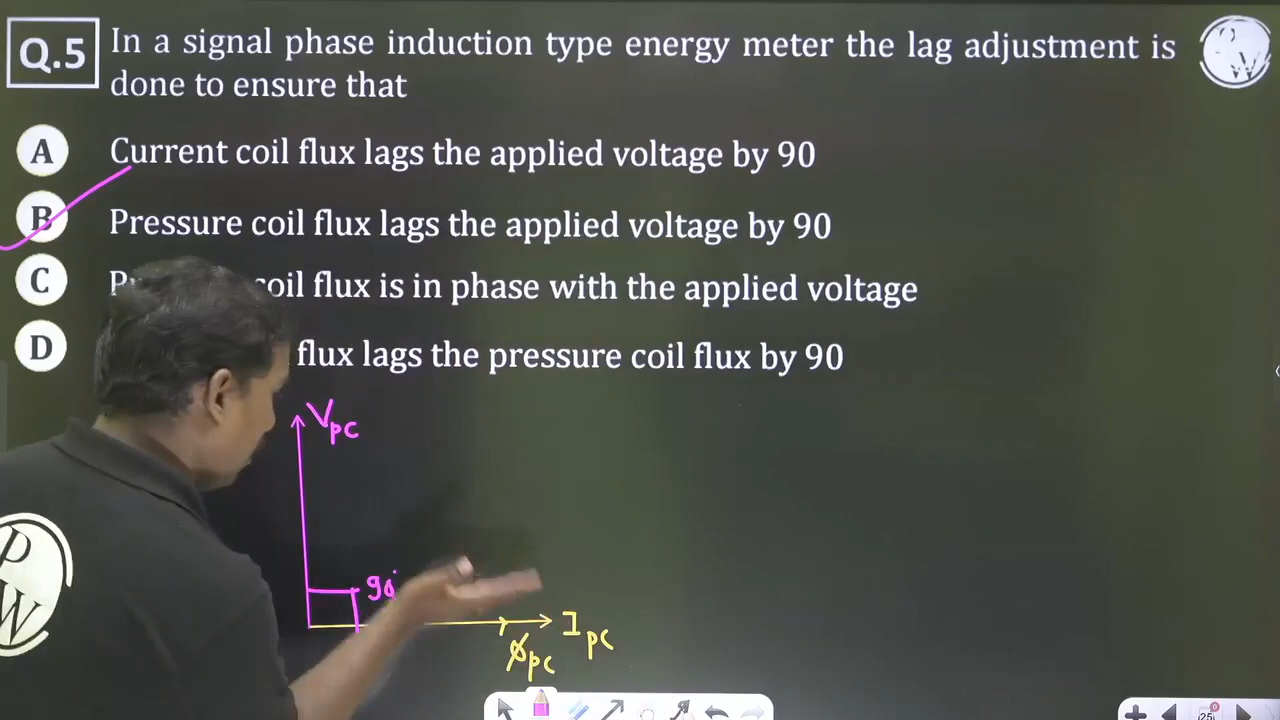 Q.5
In a signal phase induction type energy meter the lag adjustment is
done to ensure that
A Current coil flux lags the applied voltage by 90
B Pressure coil flux lags the applied voltage by 90
C coil flux is in phase with the applied voltage
D flux lags the pressure coil flux by 90
Vpc
90°
Ipc
ϕpc
PW
25